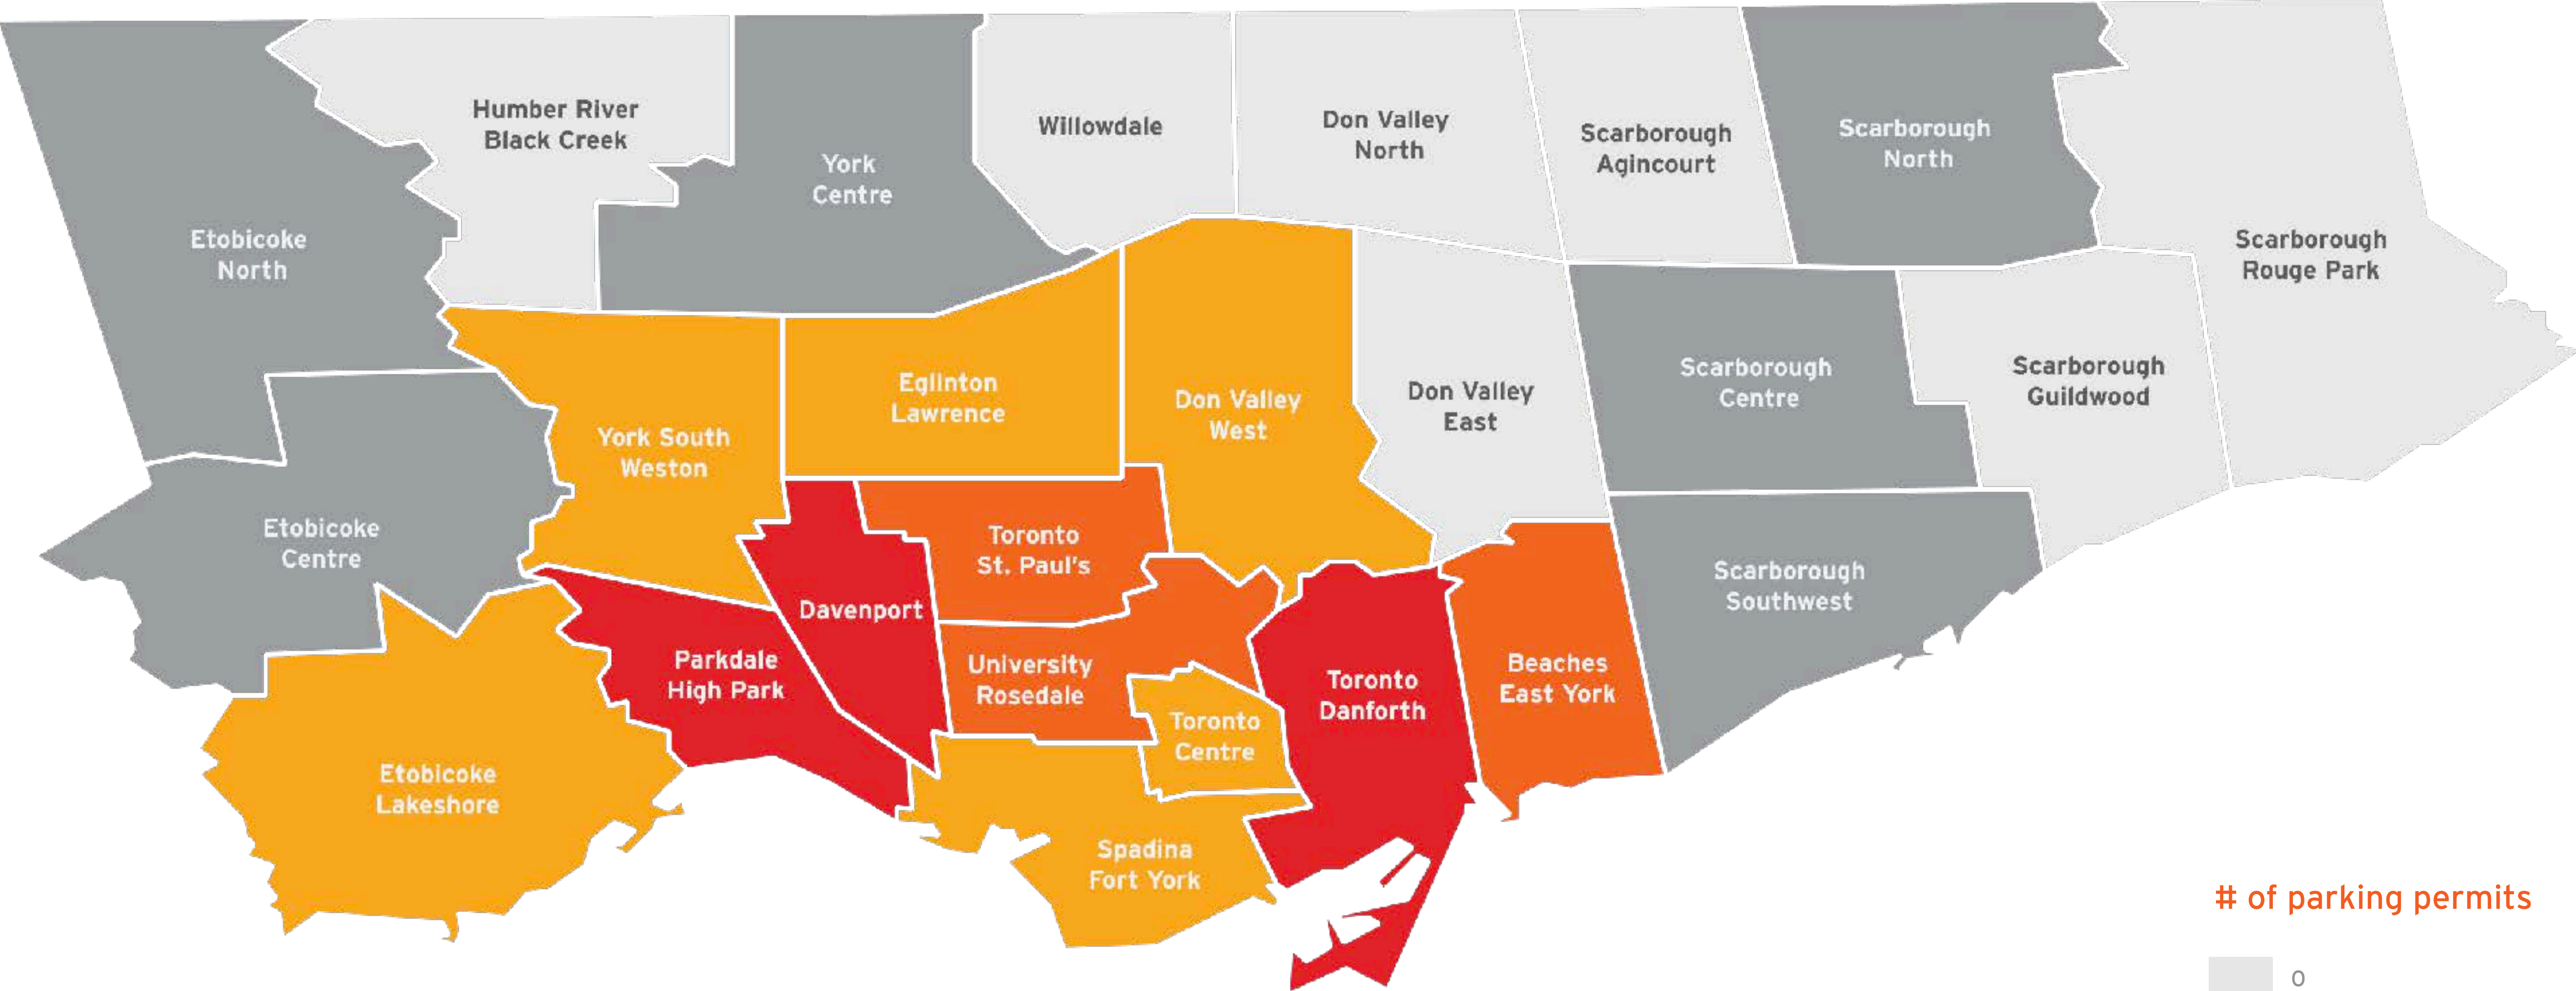 Humber River
Black Creek
York
Centre
Willowdale
Don Valley
North
Scarborough
Agincourt
Scarborough
North
Etobicoke
North
Scarborough
Rouge Park
Eglinton
Lawrence
Don Valley
West
Don Valley
East
Scarborough
Centre
Scarborough
Guildwood
York South
Weston
Etobicoke
Centre
Toronto
St. Paul's
Scarborough
Southwest
Davenport
Parkdale
High Park
University
Rosedale
Toronto
Centre
Toronto
Danforth
Beaches
East York
Etobicoke
Lakeshore
Spadina
Fort York
# of parking permits
0